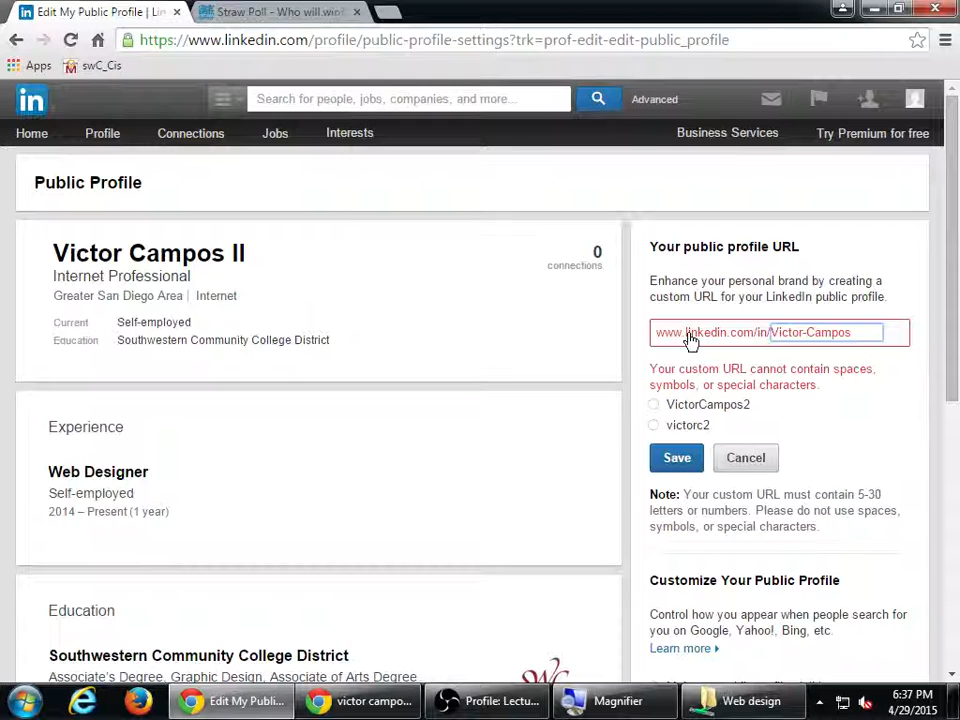 Edit My Public Profile | Lin
Straw Poll - Who will win
https://www.linkedin.com/profile/public-profile-settings?trk=prof-edit-edit-public_profile
Apps
swC_Cis
in
Search for people, jobs, companies, and more...
Advanced
Home
Profile
Connections
Jobs
Interests
Business Services
Try Premium for free
Public Profile
Victor Campos II
Internet Professional
Greater San Diego Area | Internet
0
connections
Current Self-employed
Education Southwestern Community College District
Your public profile URL
Enhance your personal brand by creating a
custom URL for your LinkedIn public profile.
www.linkedin.com/in/Victor-Campos
Your custom URL cannot contain spaces,
symbols, or special characters.
VictorCampos2
victorc2
Save
Cancel
Note: Your custom URL must contain 5-30
letters or numbers. Please do not use spaces,
symbols, or special characters.
Experience
Web Designer
Self-employed
2014 – Present (1 year)
Customize Your Public Profile
Control how you appear when people search for
you on Google, Yahoo!, Bing, etc.
Learn more
Education
Southwestern Community College District
Associate's Degree, Graphic Design, Associate of Arts Degree
Edit My Publi...
victor campo...
Profile: Lectu...
Magnifier
Web design
6:37 PM
4/29/2015